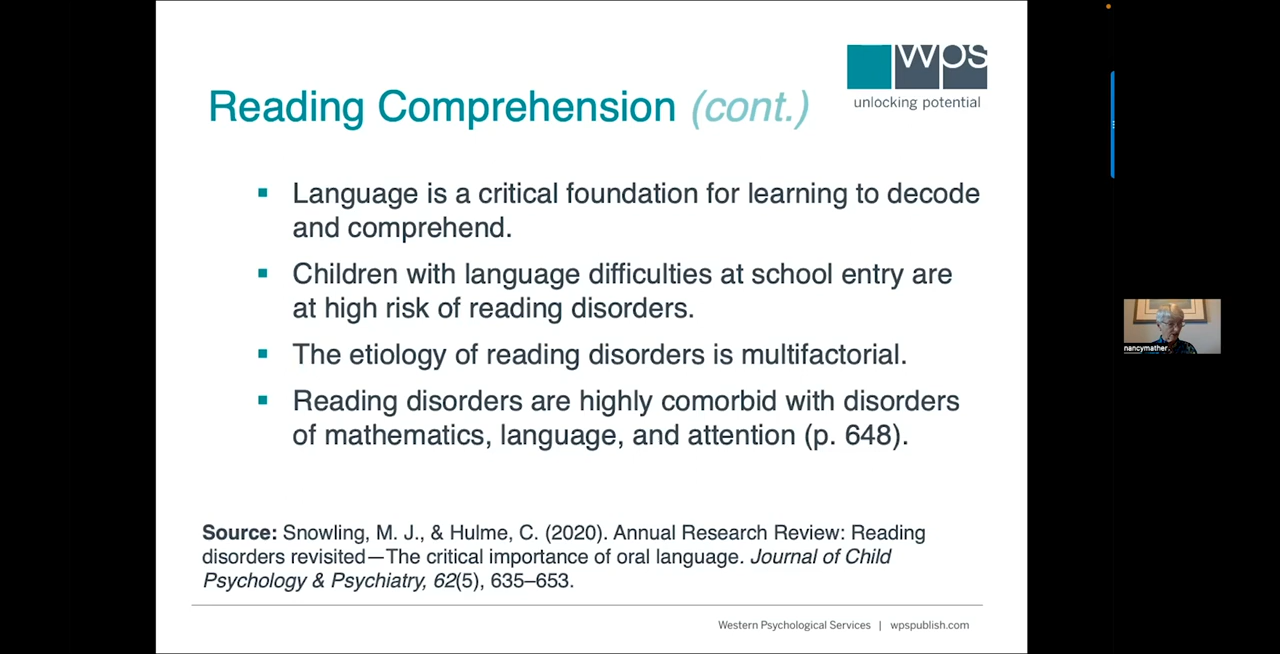 wps
unlocking potential
Reading Comprehension (cont.)
▪ Language is a critical foundation for learning to decode
and comprehend.
▪ Children with language difficulties at school entry are
at high risk of reading disorders.
▪ The etiology of reading disorders is multifactorial.
▪ Reading disorders are highly comorbid with disorders
of mathematics, language, and attention (p. 648).
Source: Snowling, M. J., & Hulme, C. (2020). Annual Research Review: Reading
disorders revisited—The critical importance of oral language. Journal of Child
Psychology & Psychiatry, 62(5), 635–653.
Western Psychological Services | wpspublish.com
nancymather